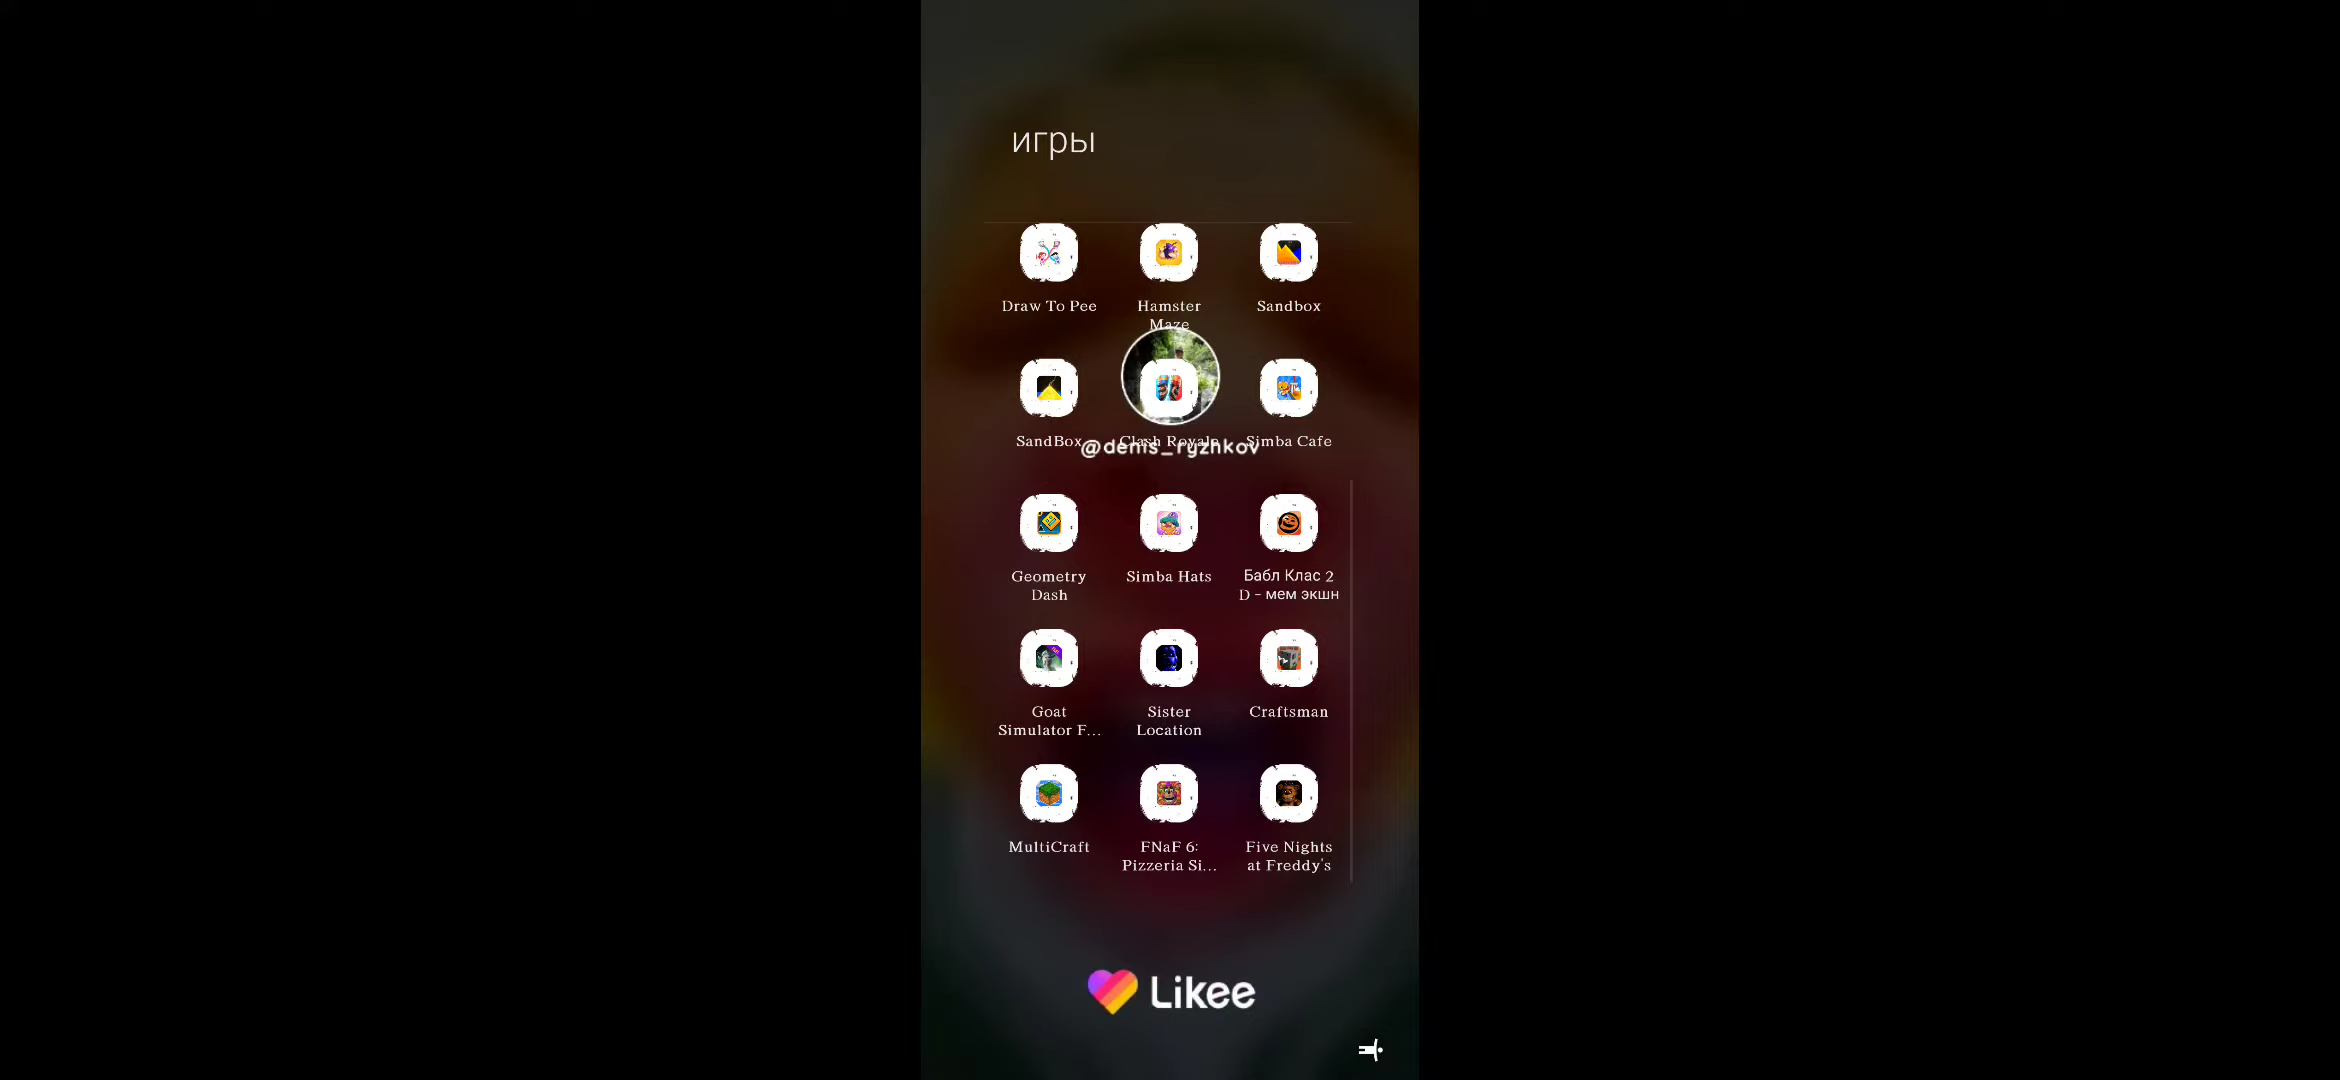 игры
Draw To Pee
Hamster
Maze
Sandbox
SandBox
Clash Royale
Simba Cafe
@denis_ryzhkov
Geometry
Dash
Simba Hats
Бабл Клас 2
D - мем экшн
Goat
Simulator F...
Sister
Location
Craftsman
MultiCraft
FNaF 6:
Pizzeria Si...
Five Nights
at Freddy's
Likee